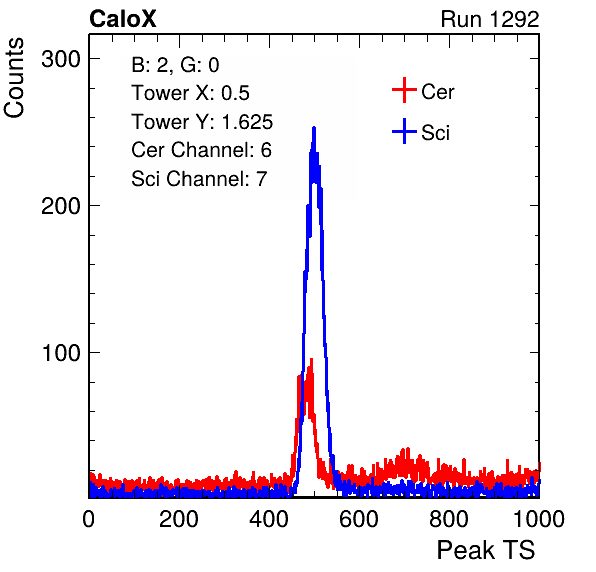 CaloX Run 1292
Counts
300
200
100
B: 2, G: 0
Tower X: 0.5
Tower Y: 1.625
Cer Channel: 6
Sci Channel: 7
Cer
Sci
0 200 400 600 800 1000
Peak TS